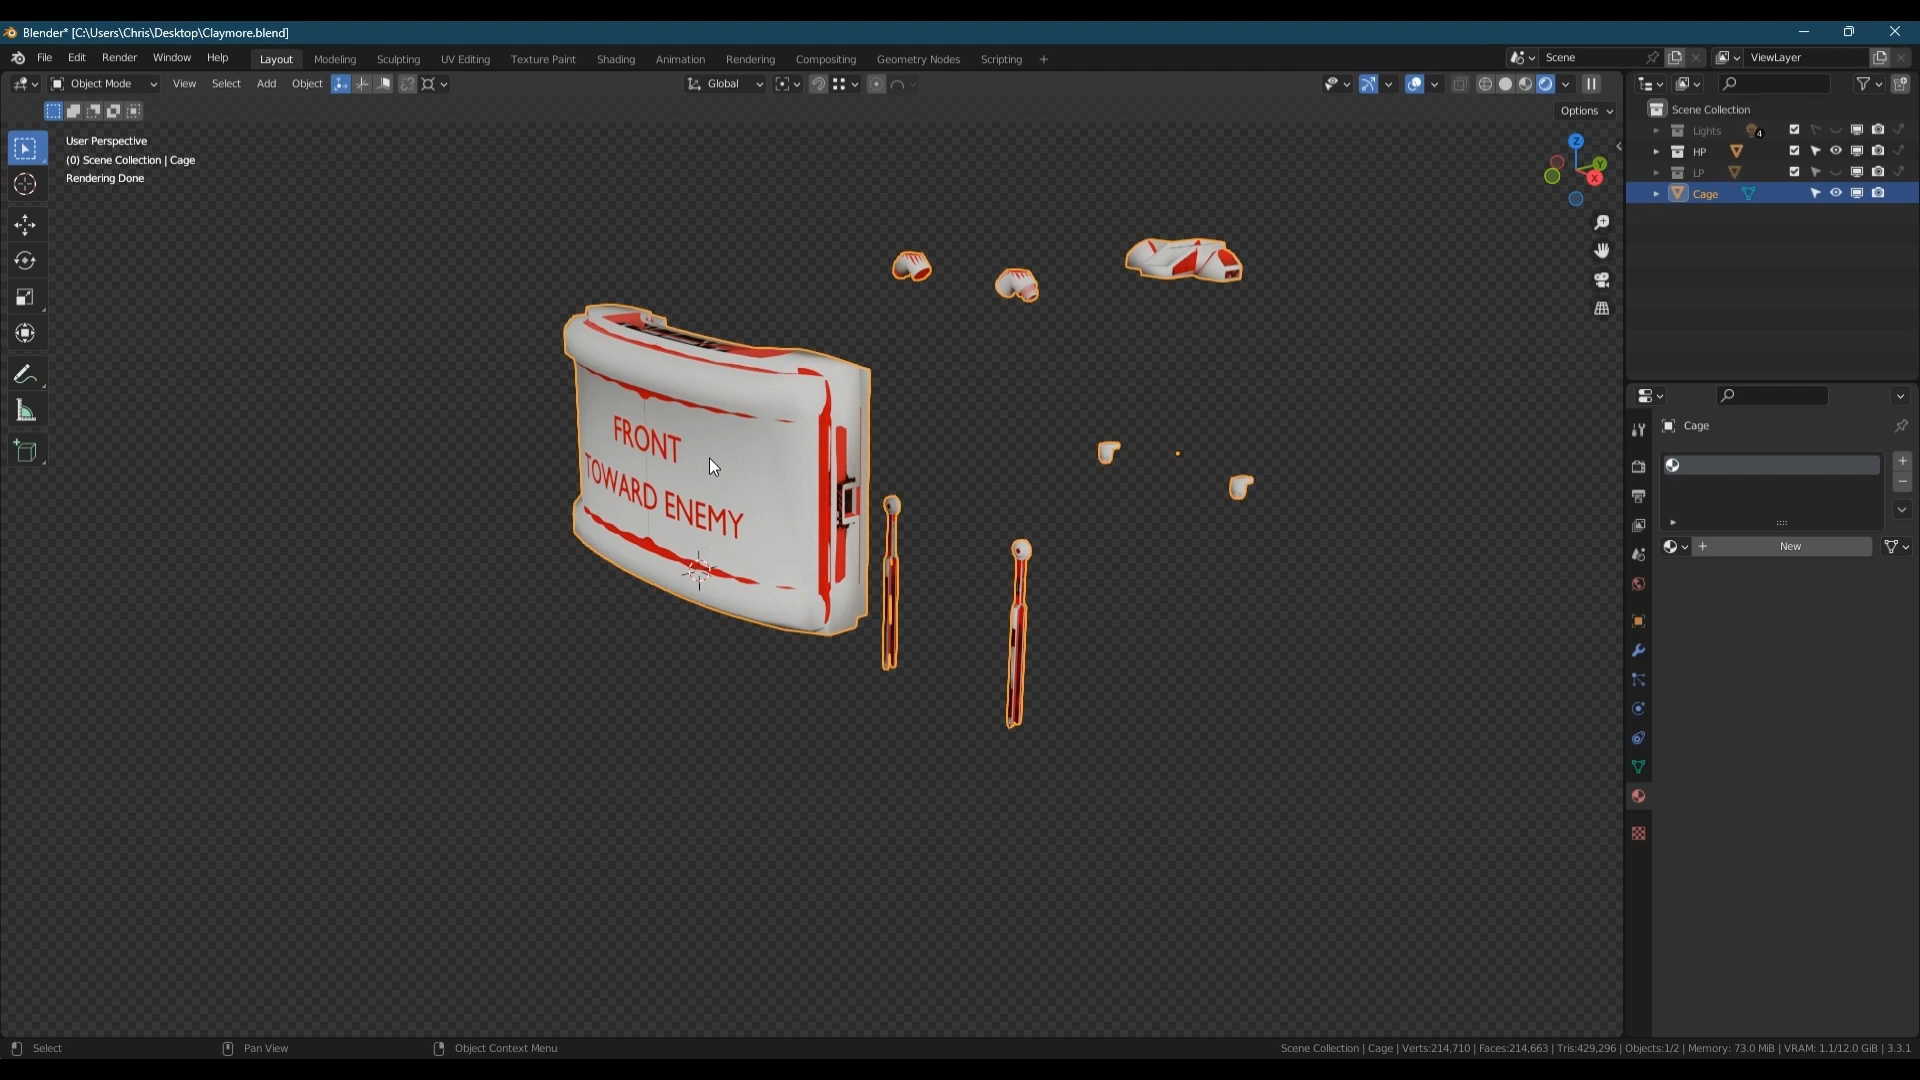 Blender* [C:\Users\Chris\Desktop\Claymore.blend]
File Edit Render Window Help Layout Modeling Sculpting UV Editing Texture Paint Shading Animation Rendering Compositing Geometry Nodes Scripting + Scene ViewLayer
Object Mode View Select Add Object Global
Options
User Perspective
(0) Scene Collection | Cage
Rendering Done
Z
Y
X
FRONT
TOWARD ENEMY
Scene Collection
Lights 4
HP
LP
Cage
Cage
New
Select Pan View Object Context Menu Scene Collection | Cage | Verts:214,710 | Faces:214,663 | Tris:429,296 | Objects:1/2 | Memory: 73.0 MiB | VRAM: 1.1/12.0 GiB | 3.3.1